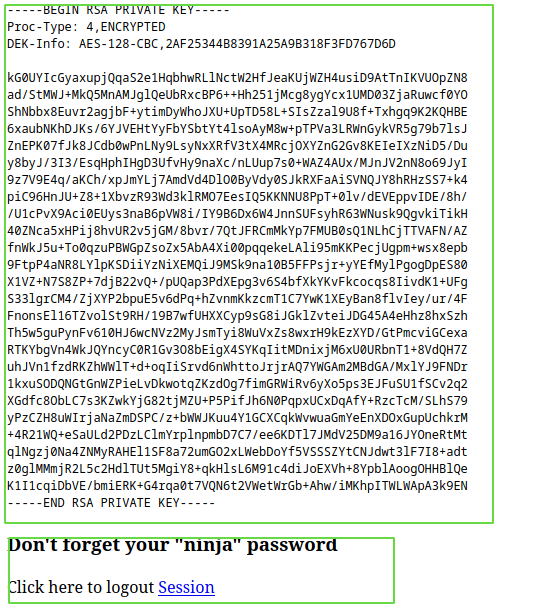 -----BEGIN RSA PRIVATE KEY-----
Proc-Type: 4,ENCRYPTED
DEK-Info: AES-128-CBC,2AF25344B8391A25A9B318F3FD767D6D
kG0UYIcGyaxupjQqaS2e1HqbhwRLlNctW2HfJeaKUjWZH4usiD9AtTnIKVUOpZN8
ad/StMWJ+MkQ5MnAMJglQeUbRxcBP6++Hh251jMcg8ygYcx1UMD03ZjaRuwcf0YO
ShNbbx8Euvr2agjbF+ytimDyWhoJXU+UpTD58L+SIsZzal9U8f+Txhgq9K2KQHBE
6xaubNKhDJKs/6YJVEHtYyFbYSbtYt4lsoAyM8w+pTPVa3LRWnGykVR5g79b7lsJ
ZnEPK07fJk8JCdb0wPnLNy9LsyNxXRfV3tX4MRcjOXYZnG2Gv8KEIeIXzNiD5/Du
y8byJ/3I3/EsqHphIHgD3UfvHy9naXc/nLUup7s0+WAZ4AUx/MJnJV2nN8o69JyI
9z7V9E4q/aKCh/xpJmYLj7AmdVd4DlO0ByVdy0SJkRXFaAiSVNQJY8hRHzSS7+k4
piC96HnJU+Z8+1XbvzR93Wd3klRMO7EesIQ5KKNNU8PpT+0lv/dEVEppvIDE/8h/
/U1cPvX9Aci0EUys3naB6pVW8i/IY9B6Dx6W4JnnSUFsyhR63WNusk9QgvkiTikH
40ZNca5xHPij8hvUR2v5jGM/8bvr/7QtJFRCmMkYp7FMUB0sQ1NLhCjTTVAFN/AZ
fnWkJ5u+To0qzuPBWGpZsoZx5AbA4Xi00pqqekeLAli95mKKPecjUgpm+wsx8epb
9FtpP4aNR8LYlpKSDiiYzNiXEMQiJ9MSk9na10B5FFPsjr+yYEfMylPgogDpES80
X1VZ+N7S8ZP+7djB22vQ+/pUQap3PdXEpg3v6S4bfXkYKvFkcocqs8IivdK1+UFg
S33lgrCM4/ZjXYP2bpuE5v6dPq+hZvnmKkzcmT1C7YwK1XEyBan8flvIey/ur/4F
FnonsEl16TZvolSt9RH/19B7wfUHXXCyp9sG8iJGklZvteiJDG45A4eHhz8hxSzh
Th5w5guPynFv610HJ6wcNVz2MyJsmTyi8WuVxZs8wxrH9kEzXYD/GtPmcviGCexa
RTKYbgVn4WkJQYncyC0R1Gv3O8bEigX4SYKqIitMDnixjM6xU0URbnT1+8VdQH7Z
uhJVn1fzdRKZhWWlT+d+oqIiSrvd6nWhttoJrjrAQ7YWGAm2MBdGA/MxlYJ9FNDr
1kxuSODQNGtGnWZPieLvDkwotqZKzdOg7fimGRWiRv6yXo5ps3EJFuSU1fSCv2q2
XGdfc8ObLC7s3KZwkYjG82tjMZU+P5PifJh6N0PqpxUCxDqAfY+RzcTcM/SLhS79
yPzCZH8uWIrjaNaZmDSPC/z+bWWJKuu4Y1GCXCqkWvwuaGmYeEnXDOxGupUchkrM
+4R21WQ+eSaULd2PDzLClmYrplnpmbD7C7/ee6KDTl7JMdV25DM9a16JYOneRtMt
qlNgzj0Na4ZNMyRAHEl1SF8a72umGO2xLWebDoYf5VSSSZYtCNJdwt3lF7I8+adt
z0glMMmjR2L5c2HdlTUt5MgiY8+qkHlsL6M91c4diJoEXVh+8YpblAoogOHHBlQe
K1I1cqiDbVE/bmiERK+G4rqa0t7VQN6t2VWetWrGb+Ahw/iMKhpITWLWApA3k9EN
-----END RSA PRIVATE KEY-----
Don't forget your "ninja" password
Click here to logout Session